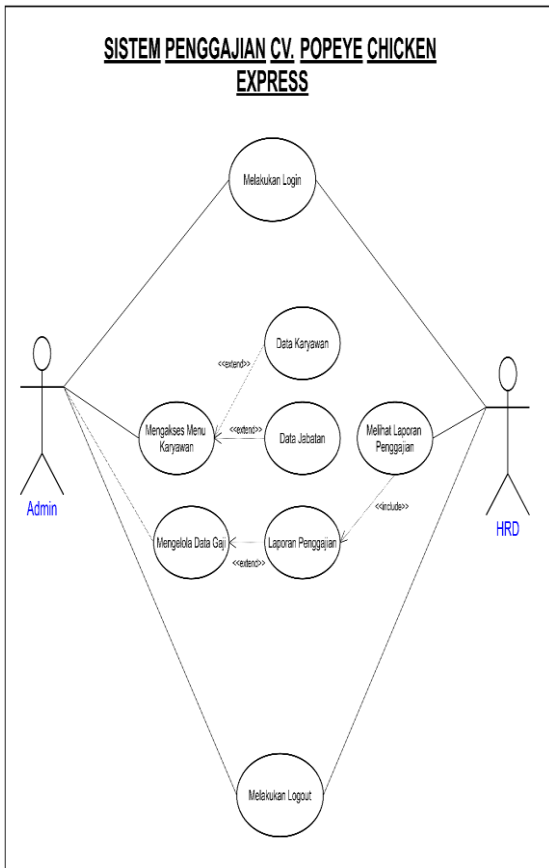 SISTEM PENGGAJIAN CV. POPEYE CHICKEN
EXPRESS
Melakukan Login
Data Karyawan
<<extend>>
Mengakses Menu
Karyawan
<<extend>>
Data Jabatan
Melihat Laporan
Penggajian
Admin
<<include>>
HRD
Mengelola Data Gaji
<<extend>>
Laporan Penggajian
Melakukan Logout